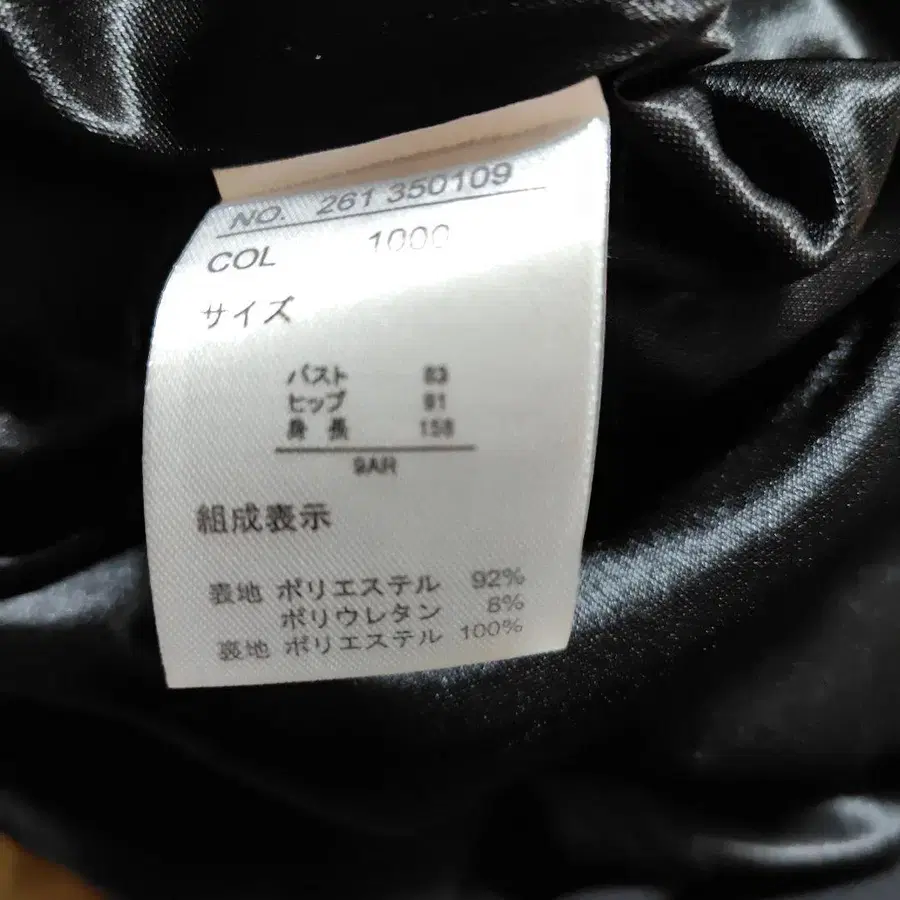 NO. 261 350109
COL 1000
サイズ
バスト 83
ヒップ 91
身長 158
9AR
組成表示
表地 ポリエステル 92%
ポリウレタン 8%
裏地 ポリエステル 100%